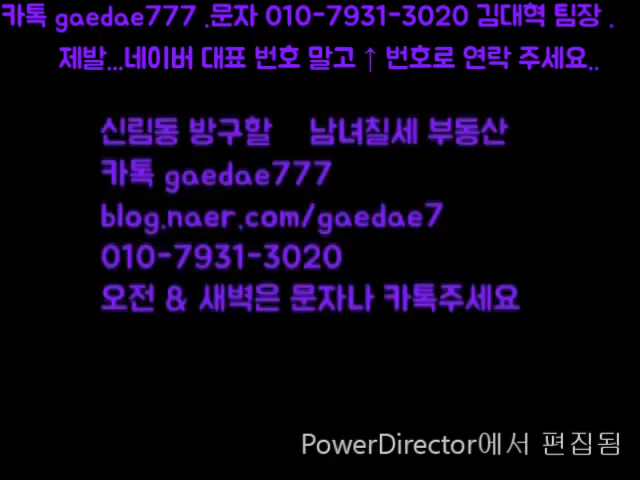 카톡 gaedae777 .문자 010-7931-3020 김대혁 팀장 .
제발...네이버 대표 번호 말고 ↑ 번호로 연락 주세요..
신림동 방구할 남녀칠세 부동산
카톡 gaedae777
blog.naer.com/gaedae7
010-7931-3020
오전 & 새벽은 문자나 카톡주세요
PowerDirector에서 편집됨